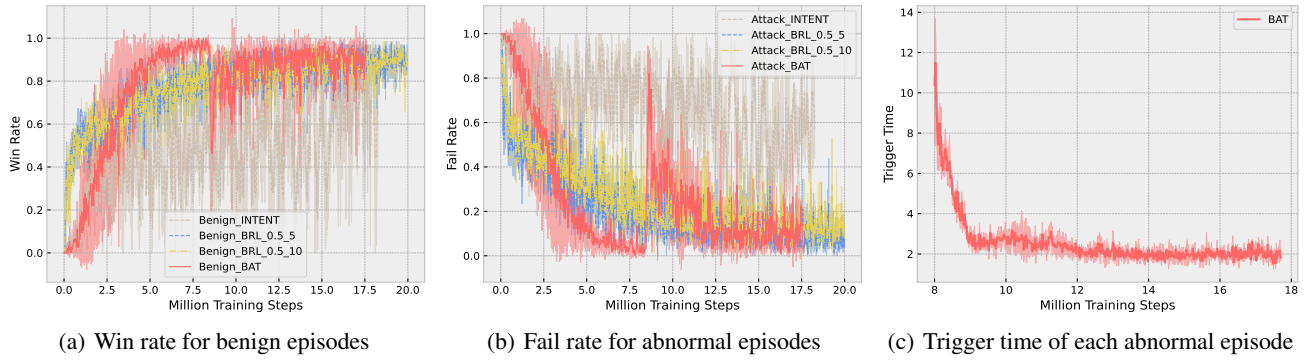 1.0
0.8
0.6
0.4
0.2
0.0
Win Rate
0.0 2.5 5.0 7.5 10.0 12.5 15.0 17.5 20.0
Million Training Steps
Benign_INTENT
Benign_BRL_0.5_5
Benign_BRL_0.5_10
Benign_BAT
(a) Win rate for benign episodes
1.0
0.8
0.6
0.4
0.2
0.0
Fail Rate
0.0 2.5 5.0 7.5 10.0 12.5 15.0 17.5 20.0
Million Training Steps
Attack_INTENT
Attack_BRL_0.5_5
Attack_BRL_0.5_10
Attack_BAT
(b) Fail rate for abnormal episodes
14
12
10
8
6
4
2
Trigger Time
8 10 12 14 16 18
Million Training Steps
BAT
(c) Trigger time of each abnormal episode